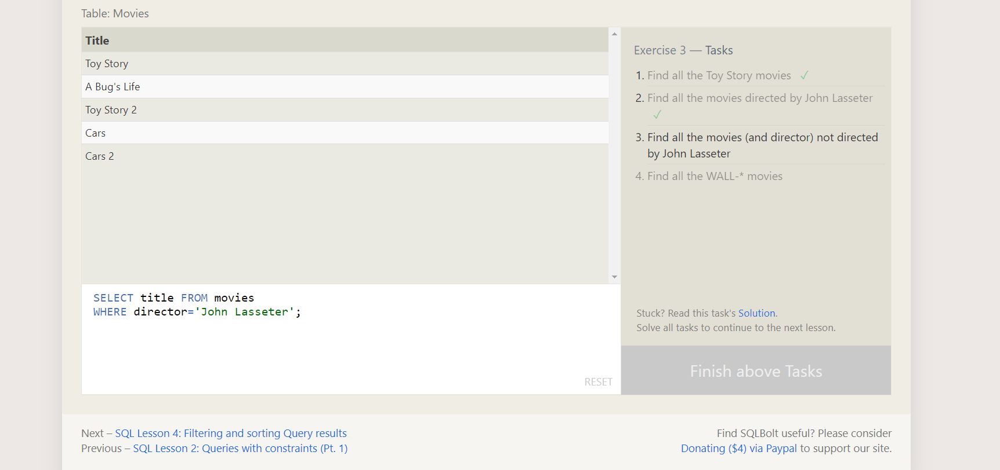 Table: Movies
Title
Toy Story
A Bug's Life
Toy Story 2
Cars
Cars 2
SELECT title FROM movies
WHERE director='John Lasseter';
RESET
Exercise 3 — Tasks
1. Find all the Toy Story movies ✓
2. Find all the movies directed by John Lasseter
✓
3. Find all the movies (and director) not directed
by John Lasseter
4. Find all the WALL-* movies
Stuck? Read this task's Solution.
Solve all tasks to continue to the next lesson.
Finish above Tasks
Next – SQL Lesson 4: Filtering and sorting Query results
Previous – SQL Lesson 2: Queries with constraints (Pt. 1)
Find SQLBolt useful? Please consider
Donating ($4) via Paypal to support our site.